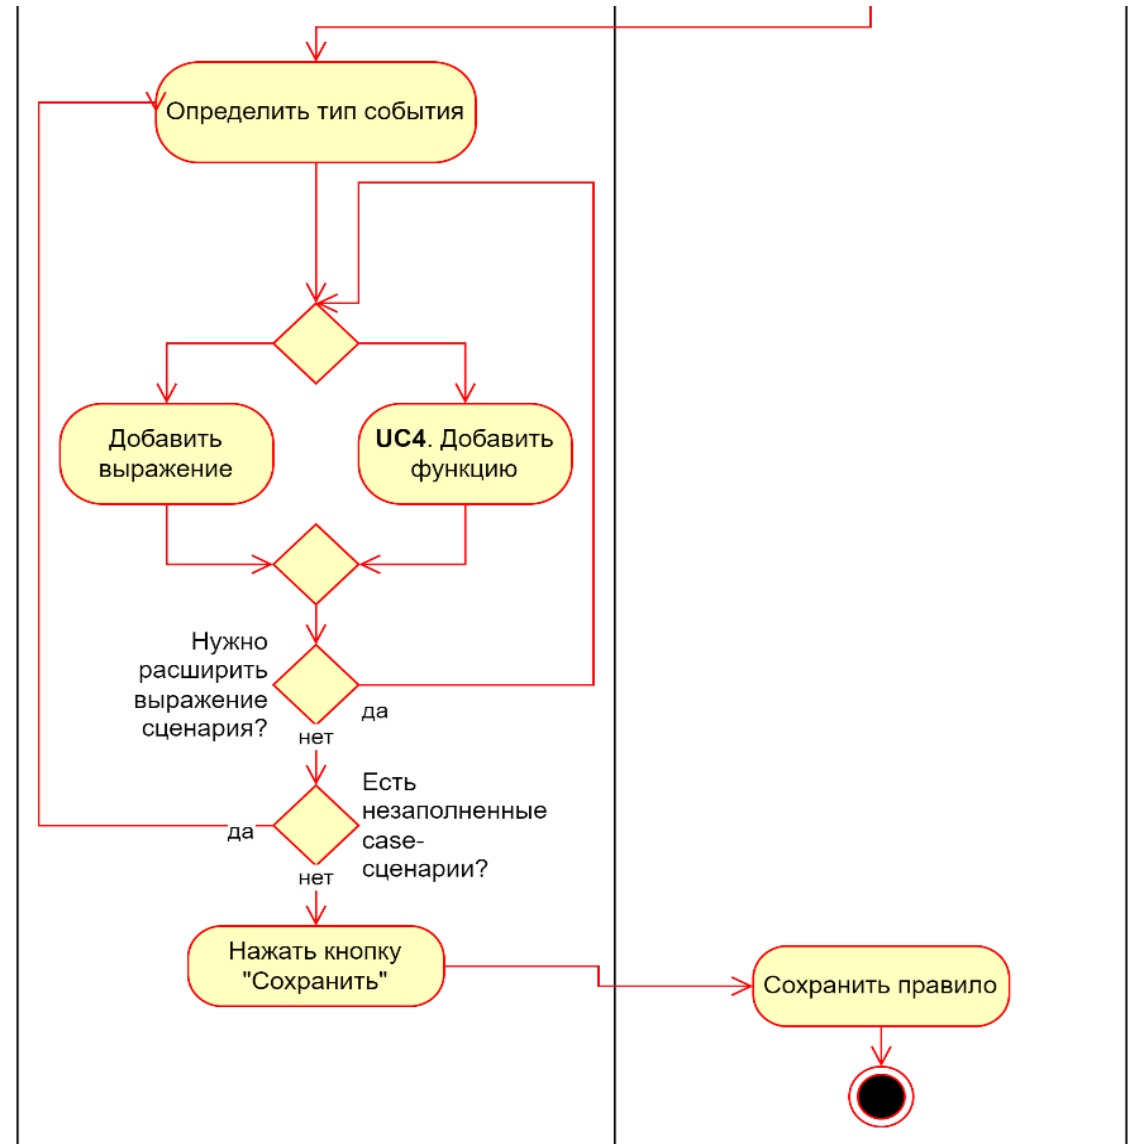 Определить тип события
Добавить
выражение
UC4. Добавить
функцию
Нужно
расширить
выражение
сценария?
да
нет
Есть
незаполненные
case-
сценарии?
да
нет
Нажать кнопку
"Сохранить"
Сохранить правило